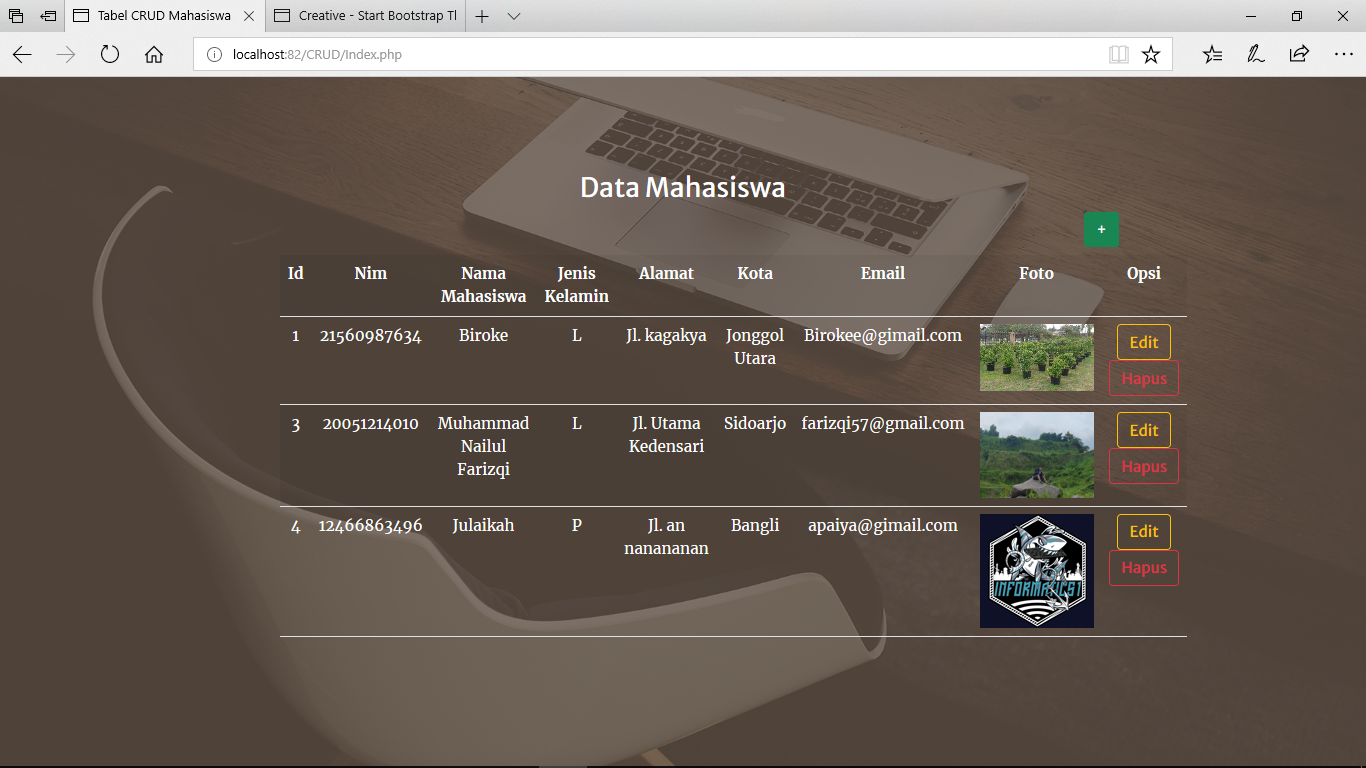 Tabel CRUD Mahasiswa
Creative - Start Bootstrap Tl
localhost:82/CRUD/Index.php
Data Mahasiswa
+
Id Nim Nama Mahasiswa Jenis Kelamin Alamat Kota Email Foto Opsi
1 21560987634 Biroke L Jl. kagakya Jonggol Utara Birokee@gimail.com Edit
Hapus
3 20051214010 Muhammad Nailul Farizqi L Jl. Utama Kedensari Sidoarjo farizqi57@gmail.com Edit
Hapus
4 12466863496 Julaikah P Jl. an nanananan Bangli apaiya@gimail.com INFORMATICS1 Edit
Hapus